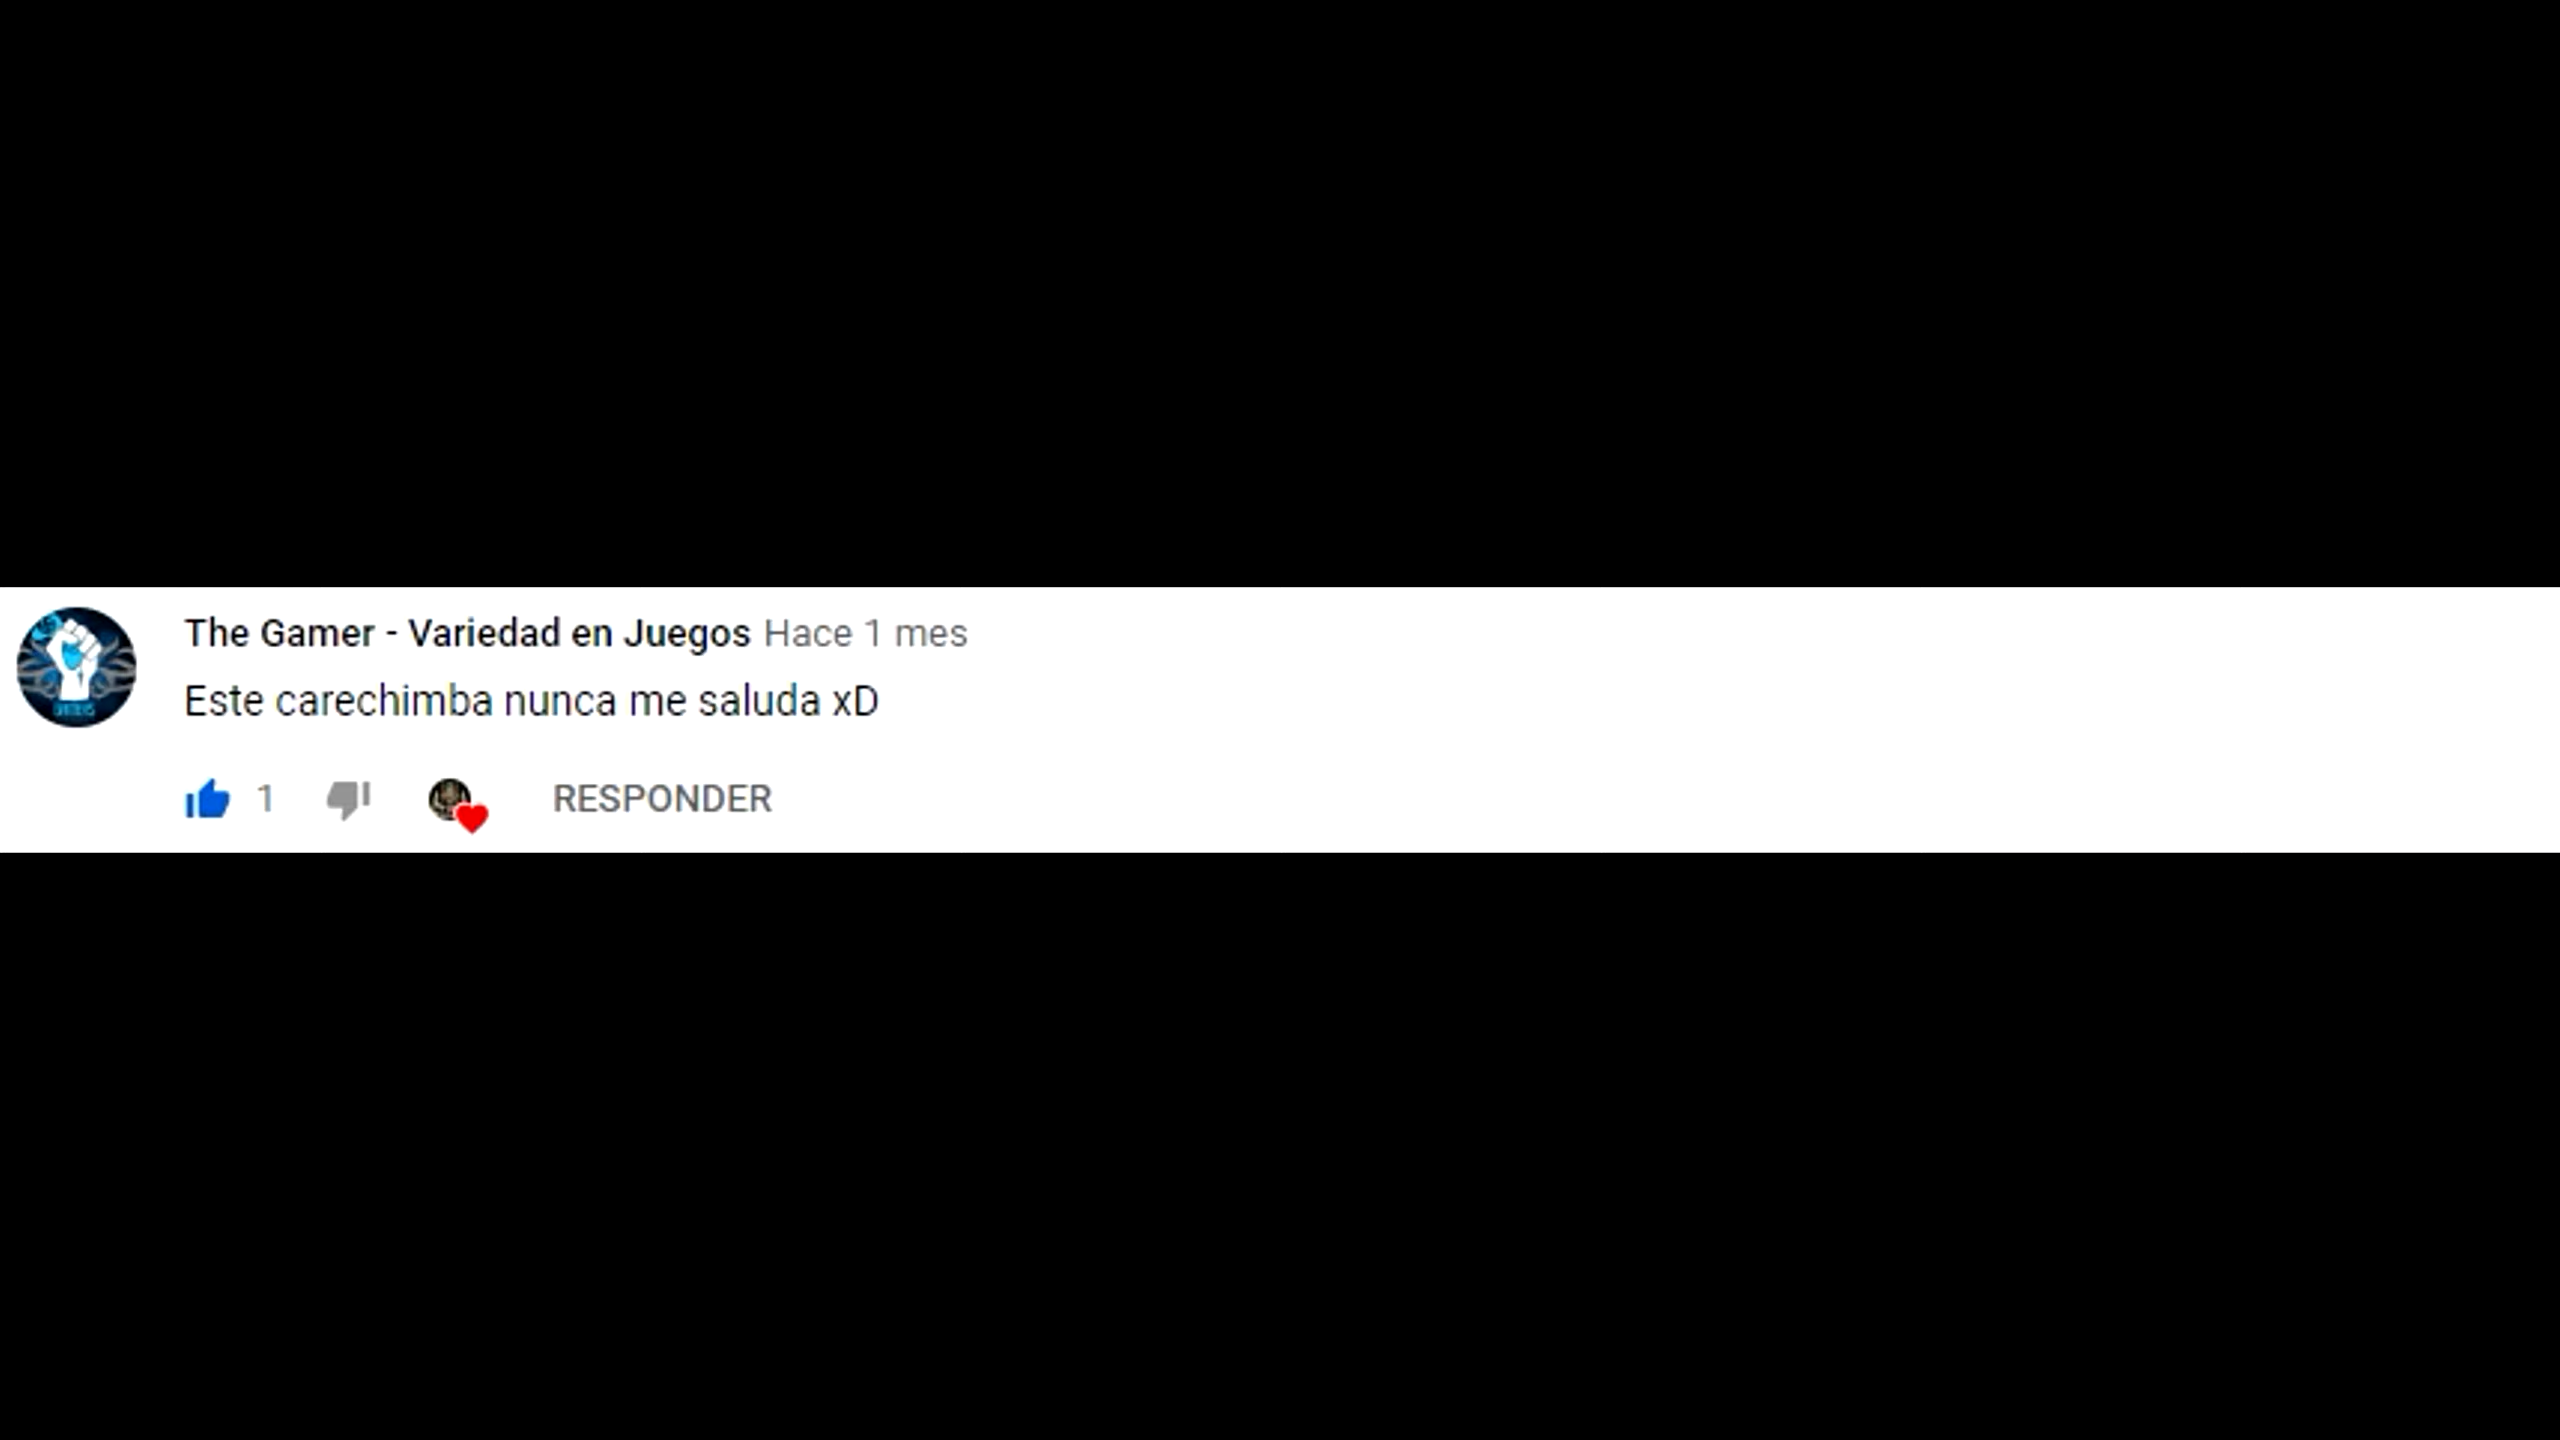 The Gamer - Variedad en Juegos Hace 1 mes
Este carechimba nunca me saluda xD
1 RESPONDER